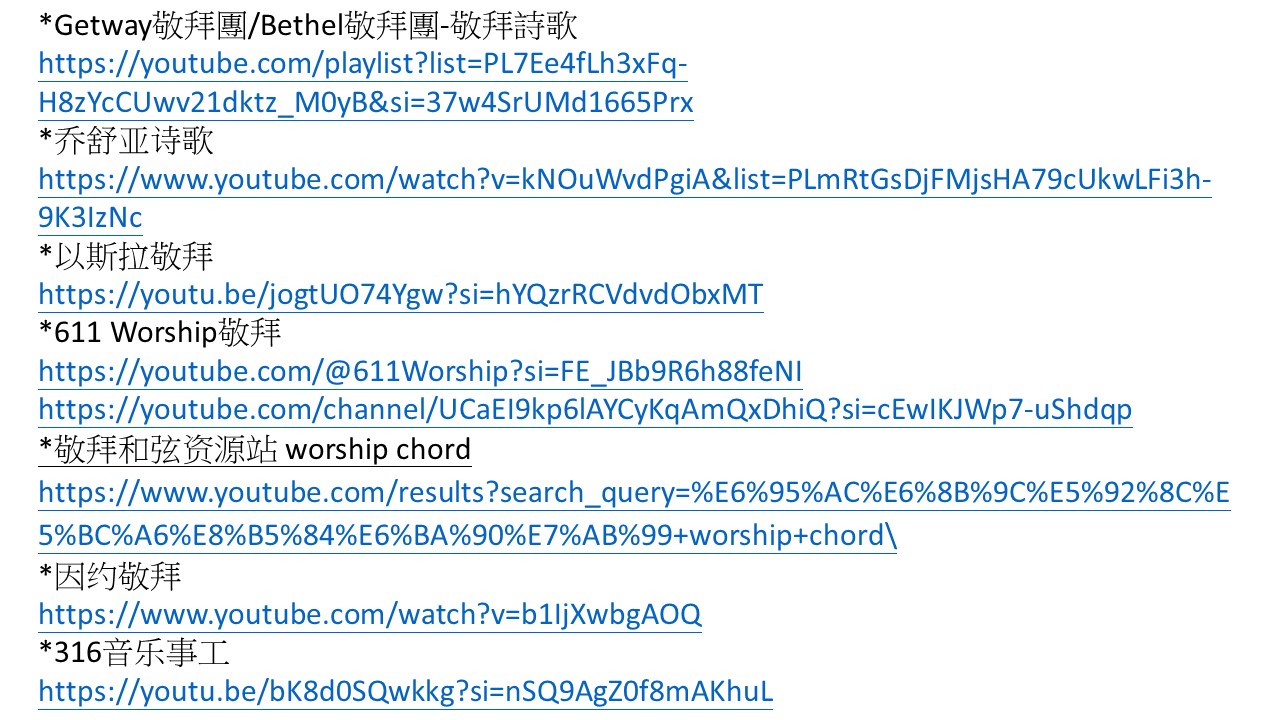 *Getway敬拜團/Bethel敬拜團-敬拜詩歌
https://youtube.com/playlist?list=PL7Ee4fLh3xFq-
H8zYcCUwv21dktz_M0yB&si=37w4SrUMd1665Prx
*乔舒亚诗歌
https://www.youtube.com/watch?v=kNOuWvdPgiA&list=PLmRtGsDjFMjsHA79cUkwLFi3h-
9K3IzNc
*以斯拉敬拜
https://youtu.be/jogtUO74Ygw?si=hYQzrRCVdvdObxMT
*611 Worship敬拜
https://youtube.com/@611Worship?si=FE_JBb9R6h88feNI
https://youtube.com/channel/UCaEI9kp6lAYCyKqAmQxDhiQ?si=cEwIKJWp7-uShdqp
*敬拜和弦资源站 worship chord
https://www.youtube.com/results?search_query=%E6%95%AC%E6%8B%9C%E5%92%8C%E
5%BC%A6%E8%B5%84%E6%BA%90%E7%AB%99+worship+chord\
*因约敬拜
https://www.youtube.com/watch?v=b1IjXwbgAOQ
*316音乐事工
https://youtu.be/bK8d0SQwkkg?si=nSQ9AgZ0f8mAKhuL